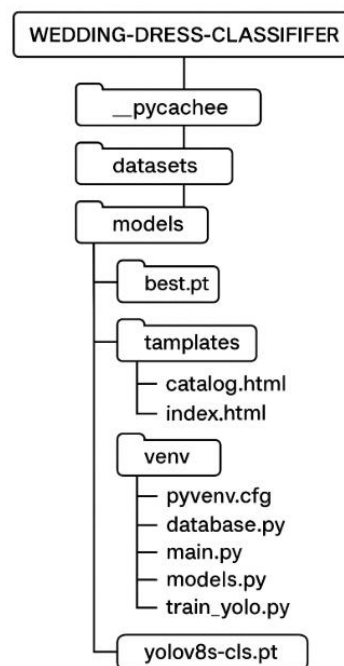 WEDDING-DRESS-CLASSIFIFER
__pycachee
datasets
models
best.pt
tamplates
catalog.html
index.html
venv
pyvenv.cfg
database.py
main.py
models.py
train_yolo.py
yolov8s-cls.pt